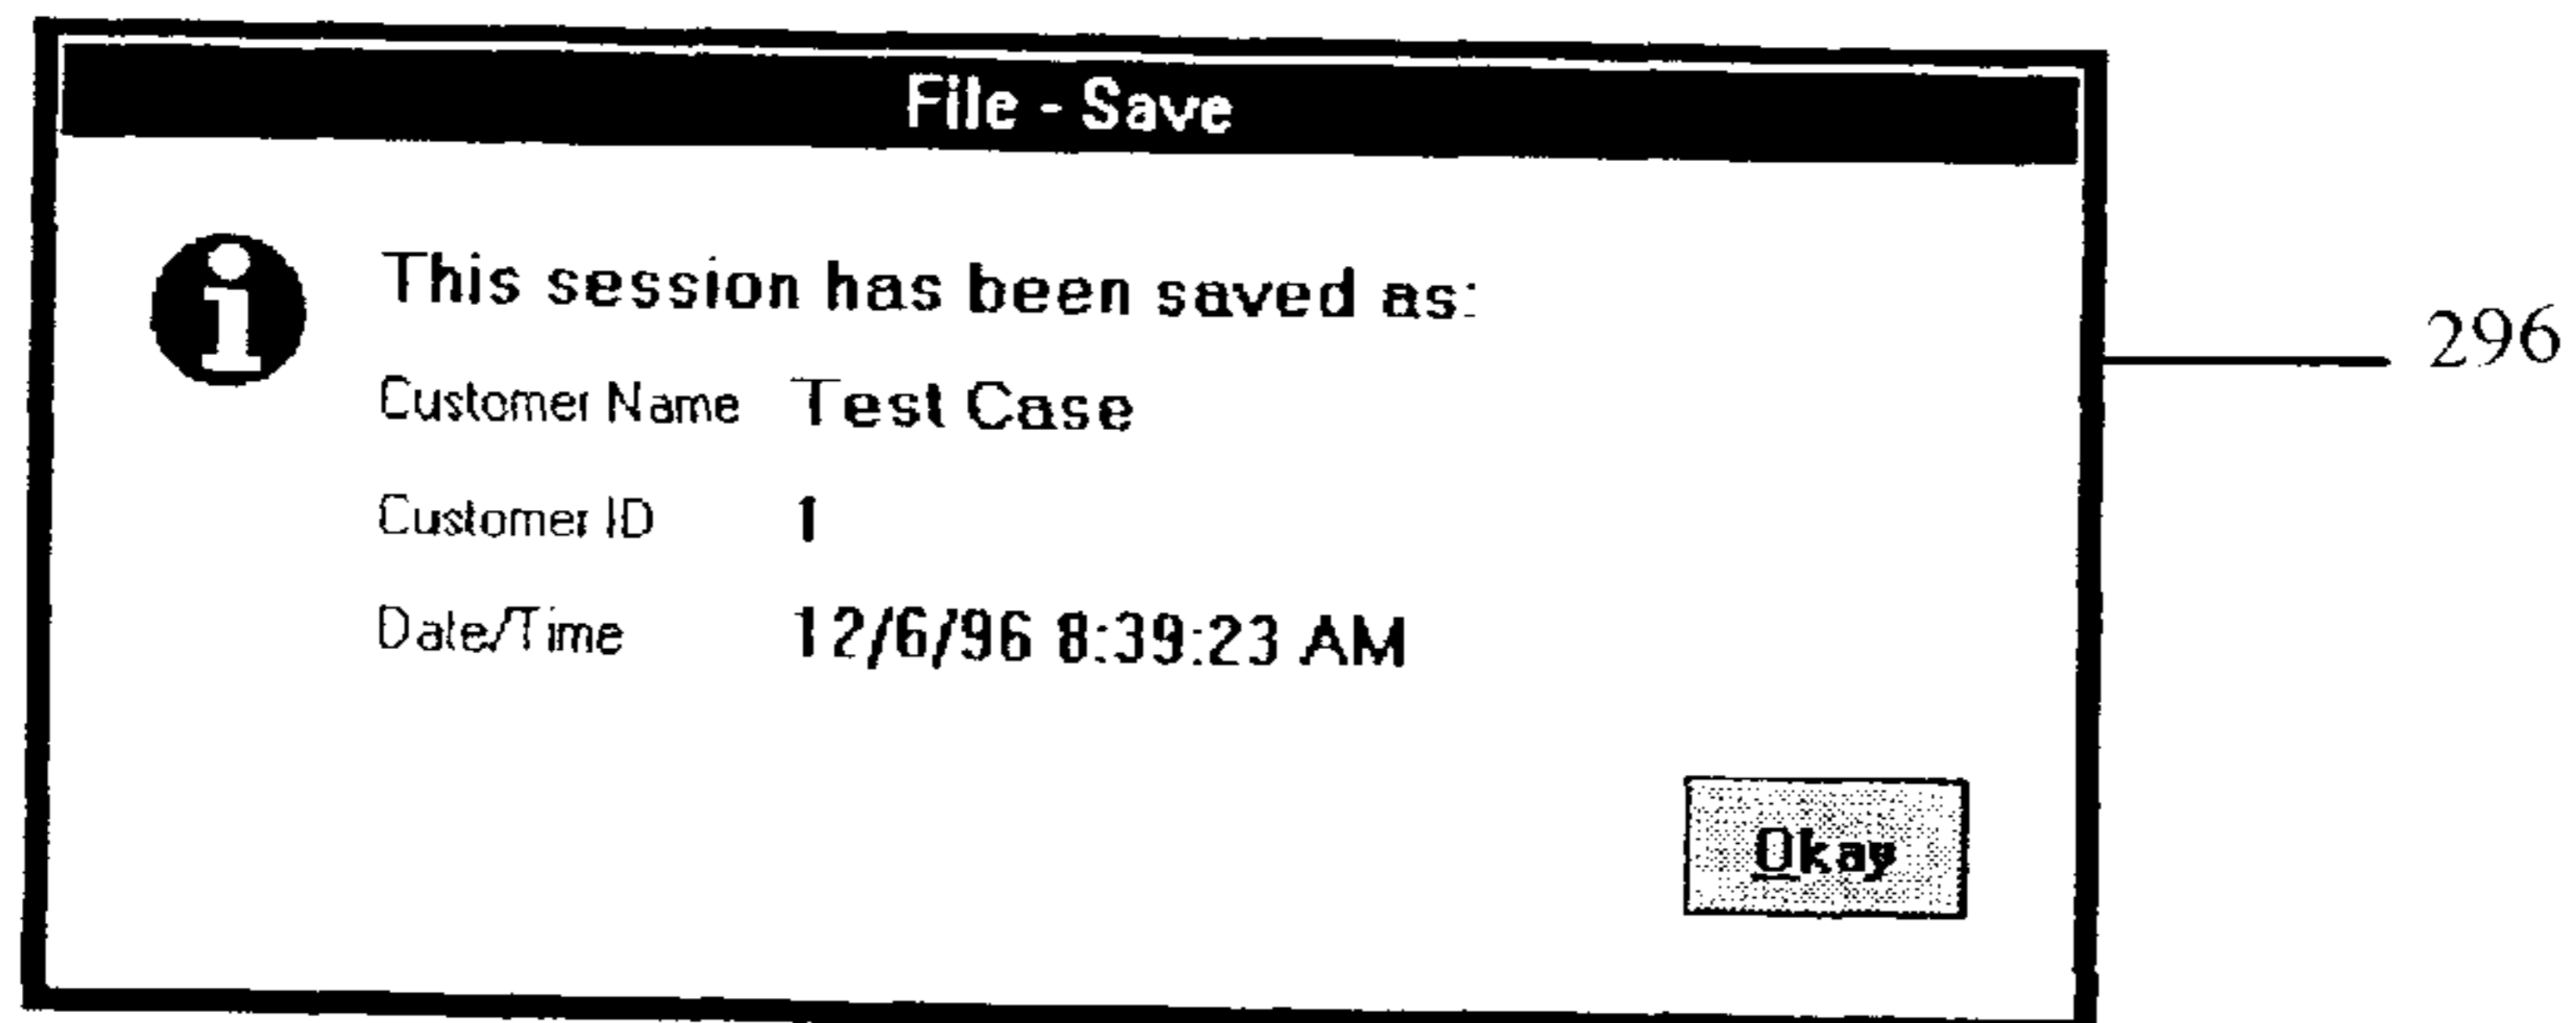 File - Save
This session has been saved as:
296
Customer Name Test Case
Customer ID 1
Date/Time 12/6/96 8:39:23 AM
Okay